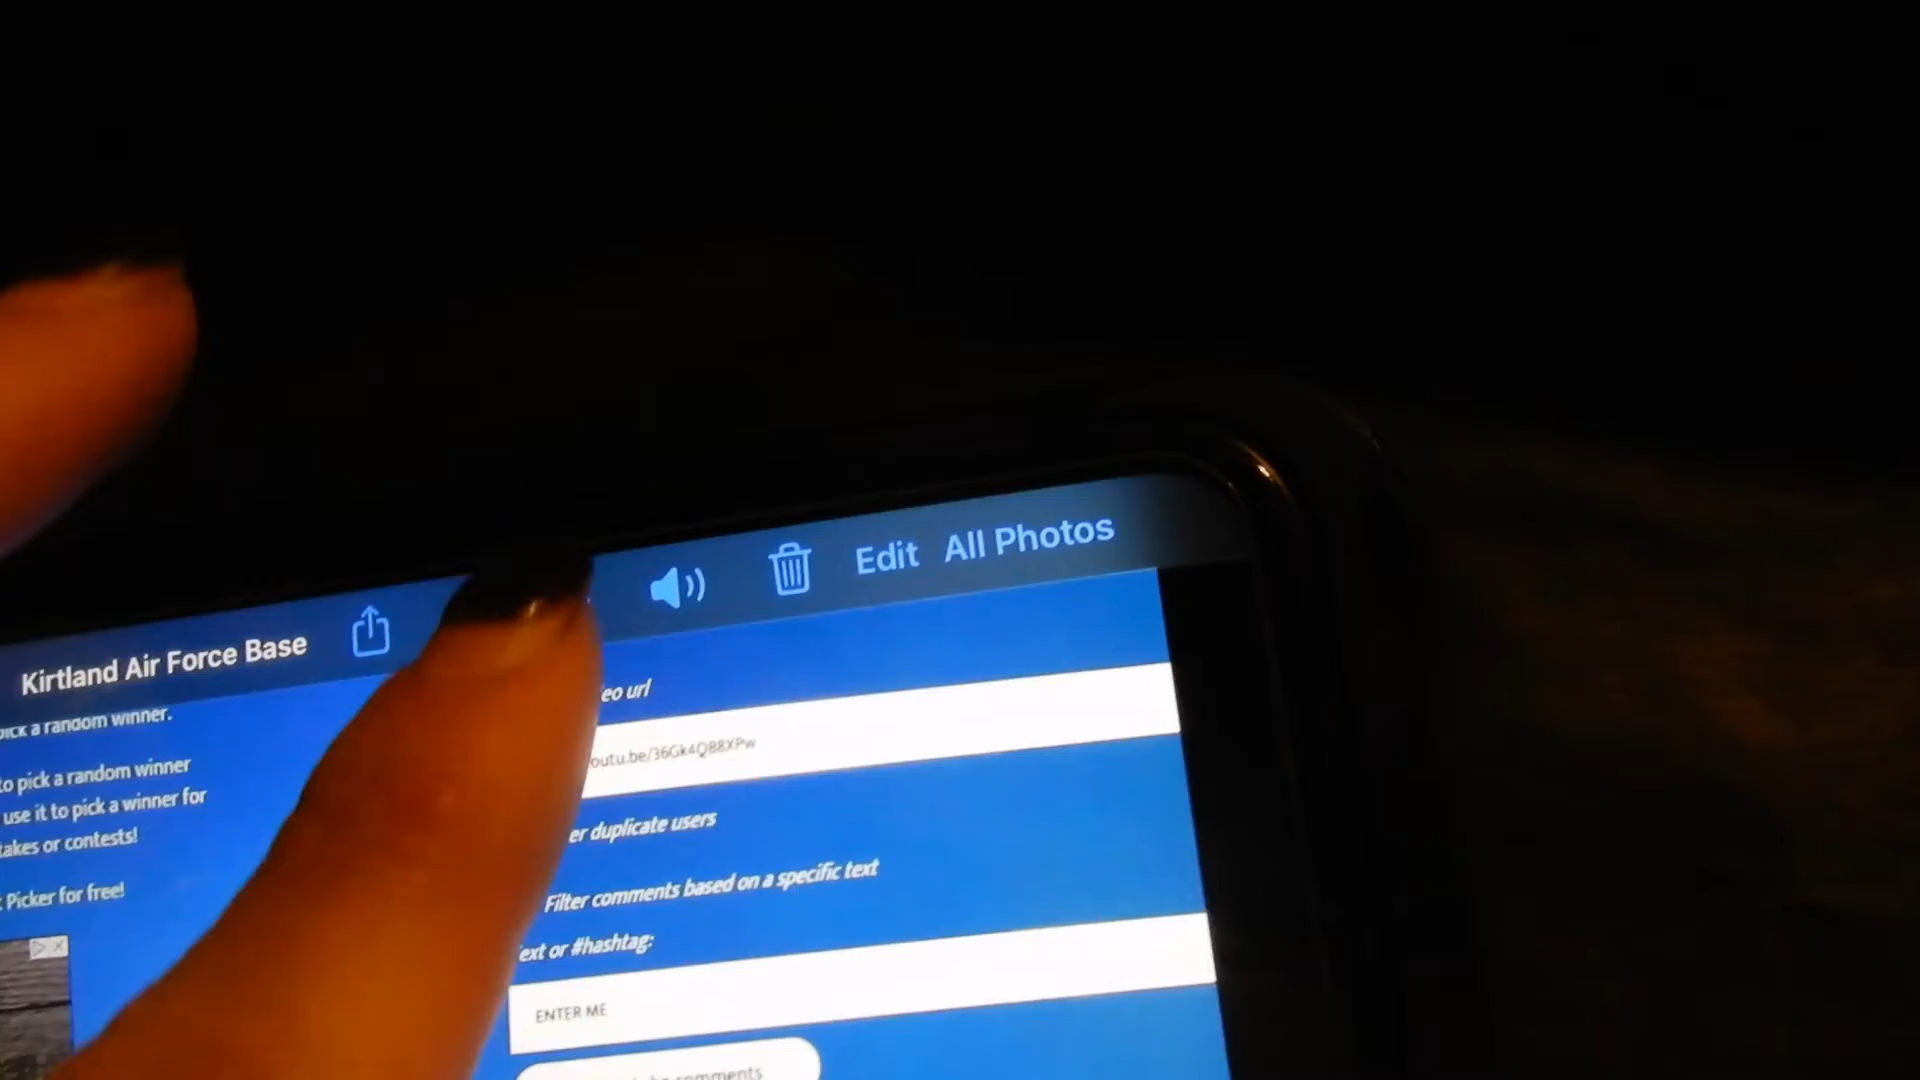 Kirtland Air Force Base
Edit All Photos
pick a random winner.
to pick a random winner
use it to pick a winner for
takes or contests!
Picker for free!
eo url
outu.be/36Gk4QB8XPw
er duplicate users
Filter comments based on a specific text
ext or #hashtag:
ENTER ME
comments